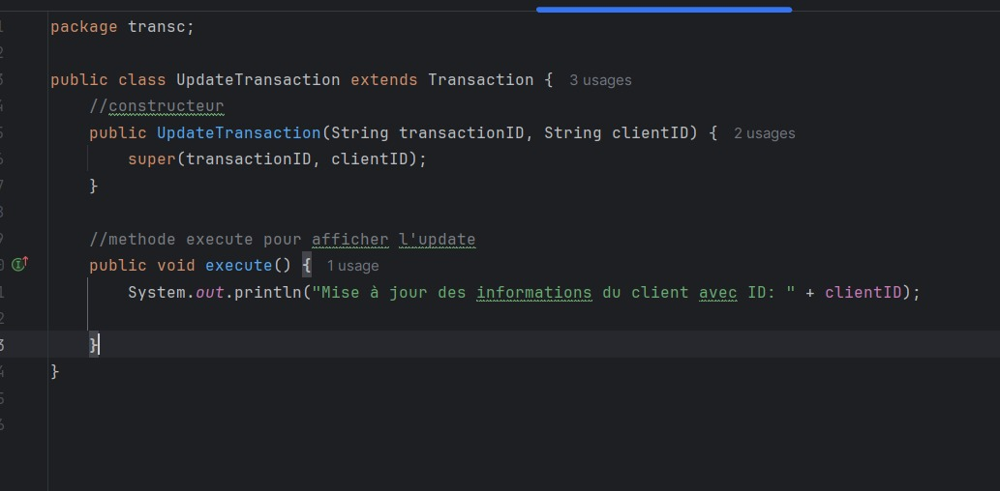 package transc;
public class UpdateTransaction extends Transaction { 3 usages
//constructeur
public UpdateTransaction(String transactionID, String clientID) { 2 usages
super(transactionID, clientID);
}
//methode execute pour afficher l'update
public void execute() { 1 usage
System.out.println("Mise à jour des informations du client avec ID: " + clientID);
}
}